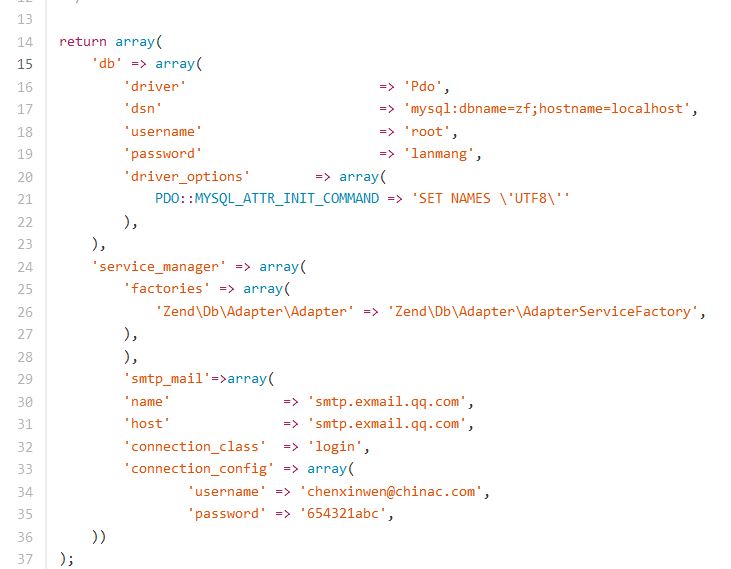 13
14 return array(
15 'db' => array(
16 'driver' => 'Pdo',
17 'dsn' => 'mysql:dbname=zf;hostname=localhost',
18 'username' => 'root',
19 'password' => 'lanmang',
20 'driver_options' => array(
21 PDO::MYSQL_ATTR_INIT_COMMAND => 'SET NAMES \'UTF8\''
22 ),
23 ),
24 'service_manager' => array(
25 'factories' => array(
26 'Zend\Db\Adapter\Adapter' => 'Zend\Db\Adapter\AdapterServiceFactory',
27 ),
28 ),
29 'smtp_mail'=>array(
30 'name' => 'smtp.exmail.qq.com',
31 'host' => 'smtp.exmail.qq.com',
32 'connection_class' => 'login',
33 'connection_config' => array(
34 'username' => 'chenxinwen@chinac.com',
35 'password' => '654321abc',
36 ))
37 );